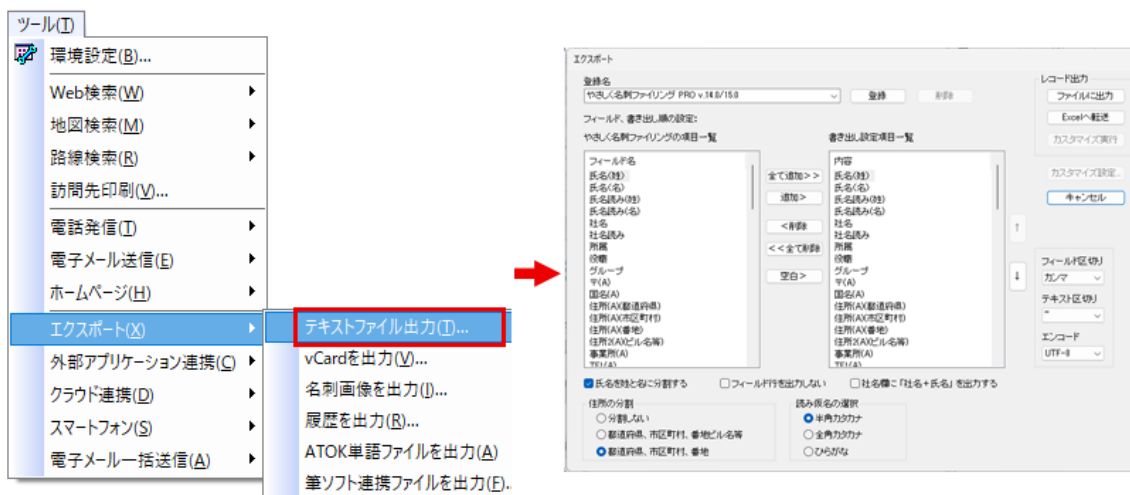 ツール(T)
環境設定(B)...
Web検索(W)
地図検索(M)
路線検索(R)
訪問先印刷(V)...
電話発信(T)
電子メール送信(E)
ホームページ(H)
エクスポート(X)
外部アプリケーション連携(C)
クラウド連携(D)
スマートフォン(S)
電子メール一括送信(A)
テキストファイル出力(T)...
vCardを出力(V)...
名刺画像を出力(I)...
履歴を出力(R)...
ATOK単語ファイルを出力(A)
筆ソフト連携ファイルを出力(F)..
エクスポート
登録名
やさしく名刺ファイリング PRO v.14.0/15.0
登録
削除
フィールド、書き出し順の設定:
やさしく名刺ファイリングの項目一覧
フィールド名
氏名(姓)
氏名(名)
氏名読み(姓)
氏名読み(名)
社名
社名読み
所属
役職
グループ
〒(A)
国名(A)
住所(A)(都道府県)
住所(A)(市区町村)
住所(A)(番地)
住所2(A)(ビル名等)
事業所(A)
TEL(A)
全て追加>>
追加>
<削除
<<全て削除
空白>
書き出し設定項目一覧
内容
氏名(姓)
氏名(名)
氏名読み(姓)
氏名読み(名)
社名
社名読み
所属
役職
グループ
〒(A)
国名(A)
住所(A)(都道府県)
住所(A)(市区町村)
住所(A)(番地)
住所2(A)(ビル名等)
事業所(A)
TEL(A)
↑
↓
レコード出力
ファイルに出力
Excelへ転送
カスタマイズ実行
カスタマイズ設定...
キャンセル
フィールド区切り
カンマ
テキスト区切り
"
エンコード
UTF-8
氏名を姓と名に分割する
フィールド行を出力しない
社名欄に「社名+氏名」を出力する
住所の分割
分割しない
都道府県、市区町村、番地ビル名等
都道府県、市区町村、番地
読み仮名の選択
半角カタカナ
全角カタカナ
ひらがな